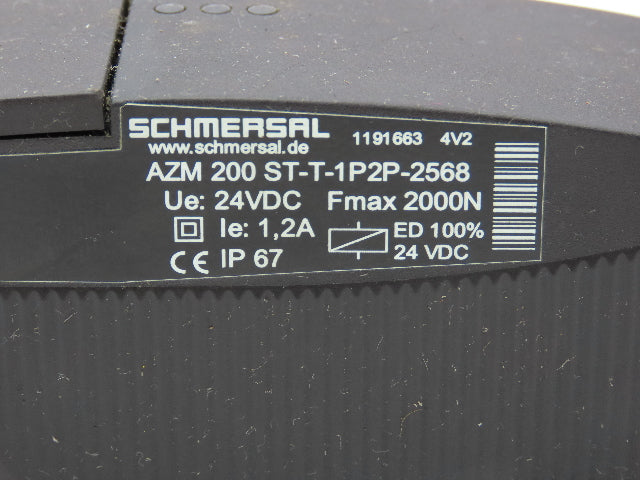 SCHMERSAL 1191663 4V2
www.schmersal.de
AZM 200 ST-T-1P2P-2568
Ue: 24VDC Fmax 2000N
Ie: 1,2A ED 100%
CE IP 67 24 VDC